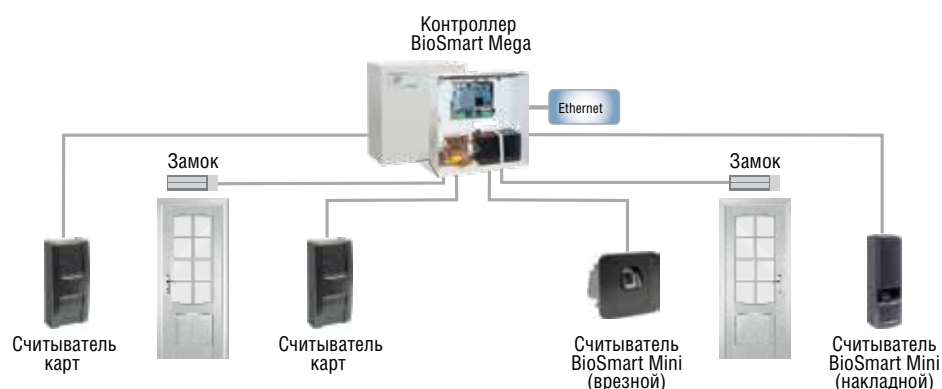 Контроллер
BioSmart Mega
Ethernet
Замок
Замок
Считыватель
карт
Считыватель
карт
Считыватель
BioSmart Mini
(врезной)
Считыватель
BioSmart Mini
(накладной)